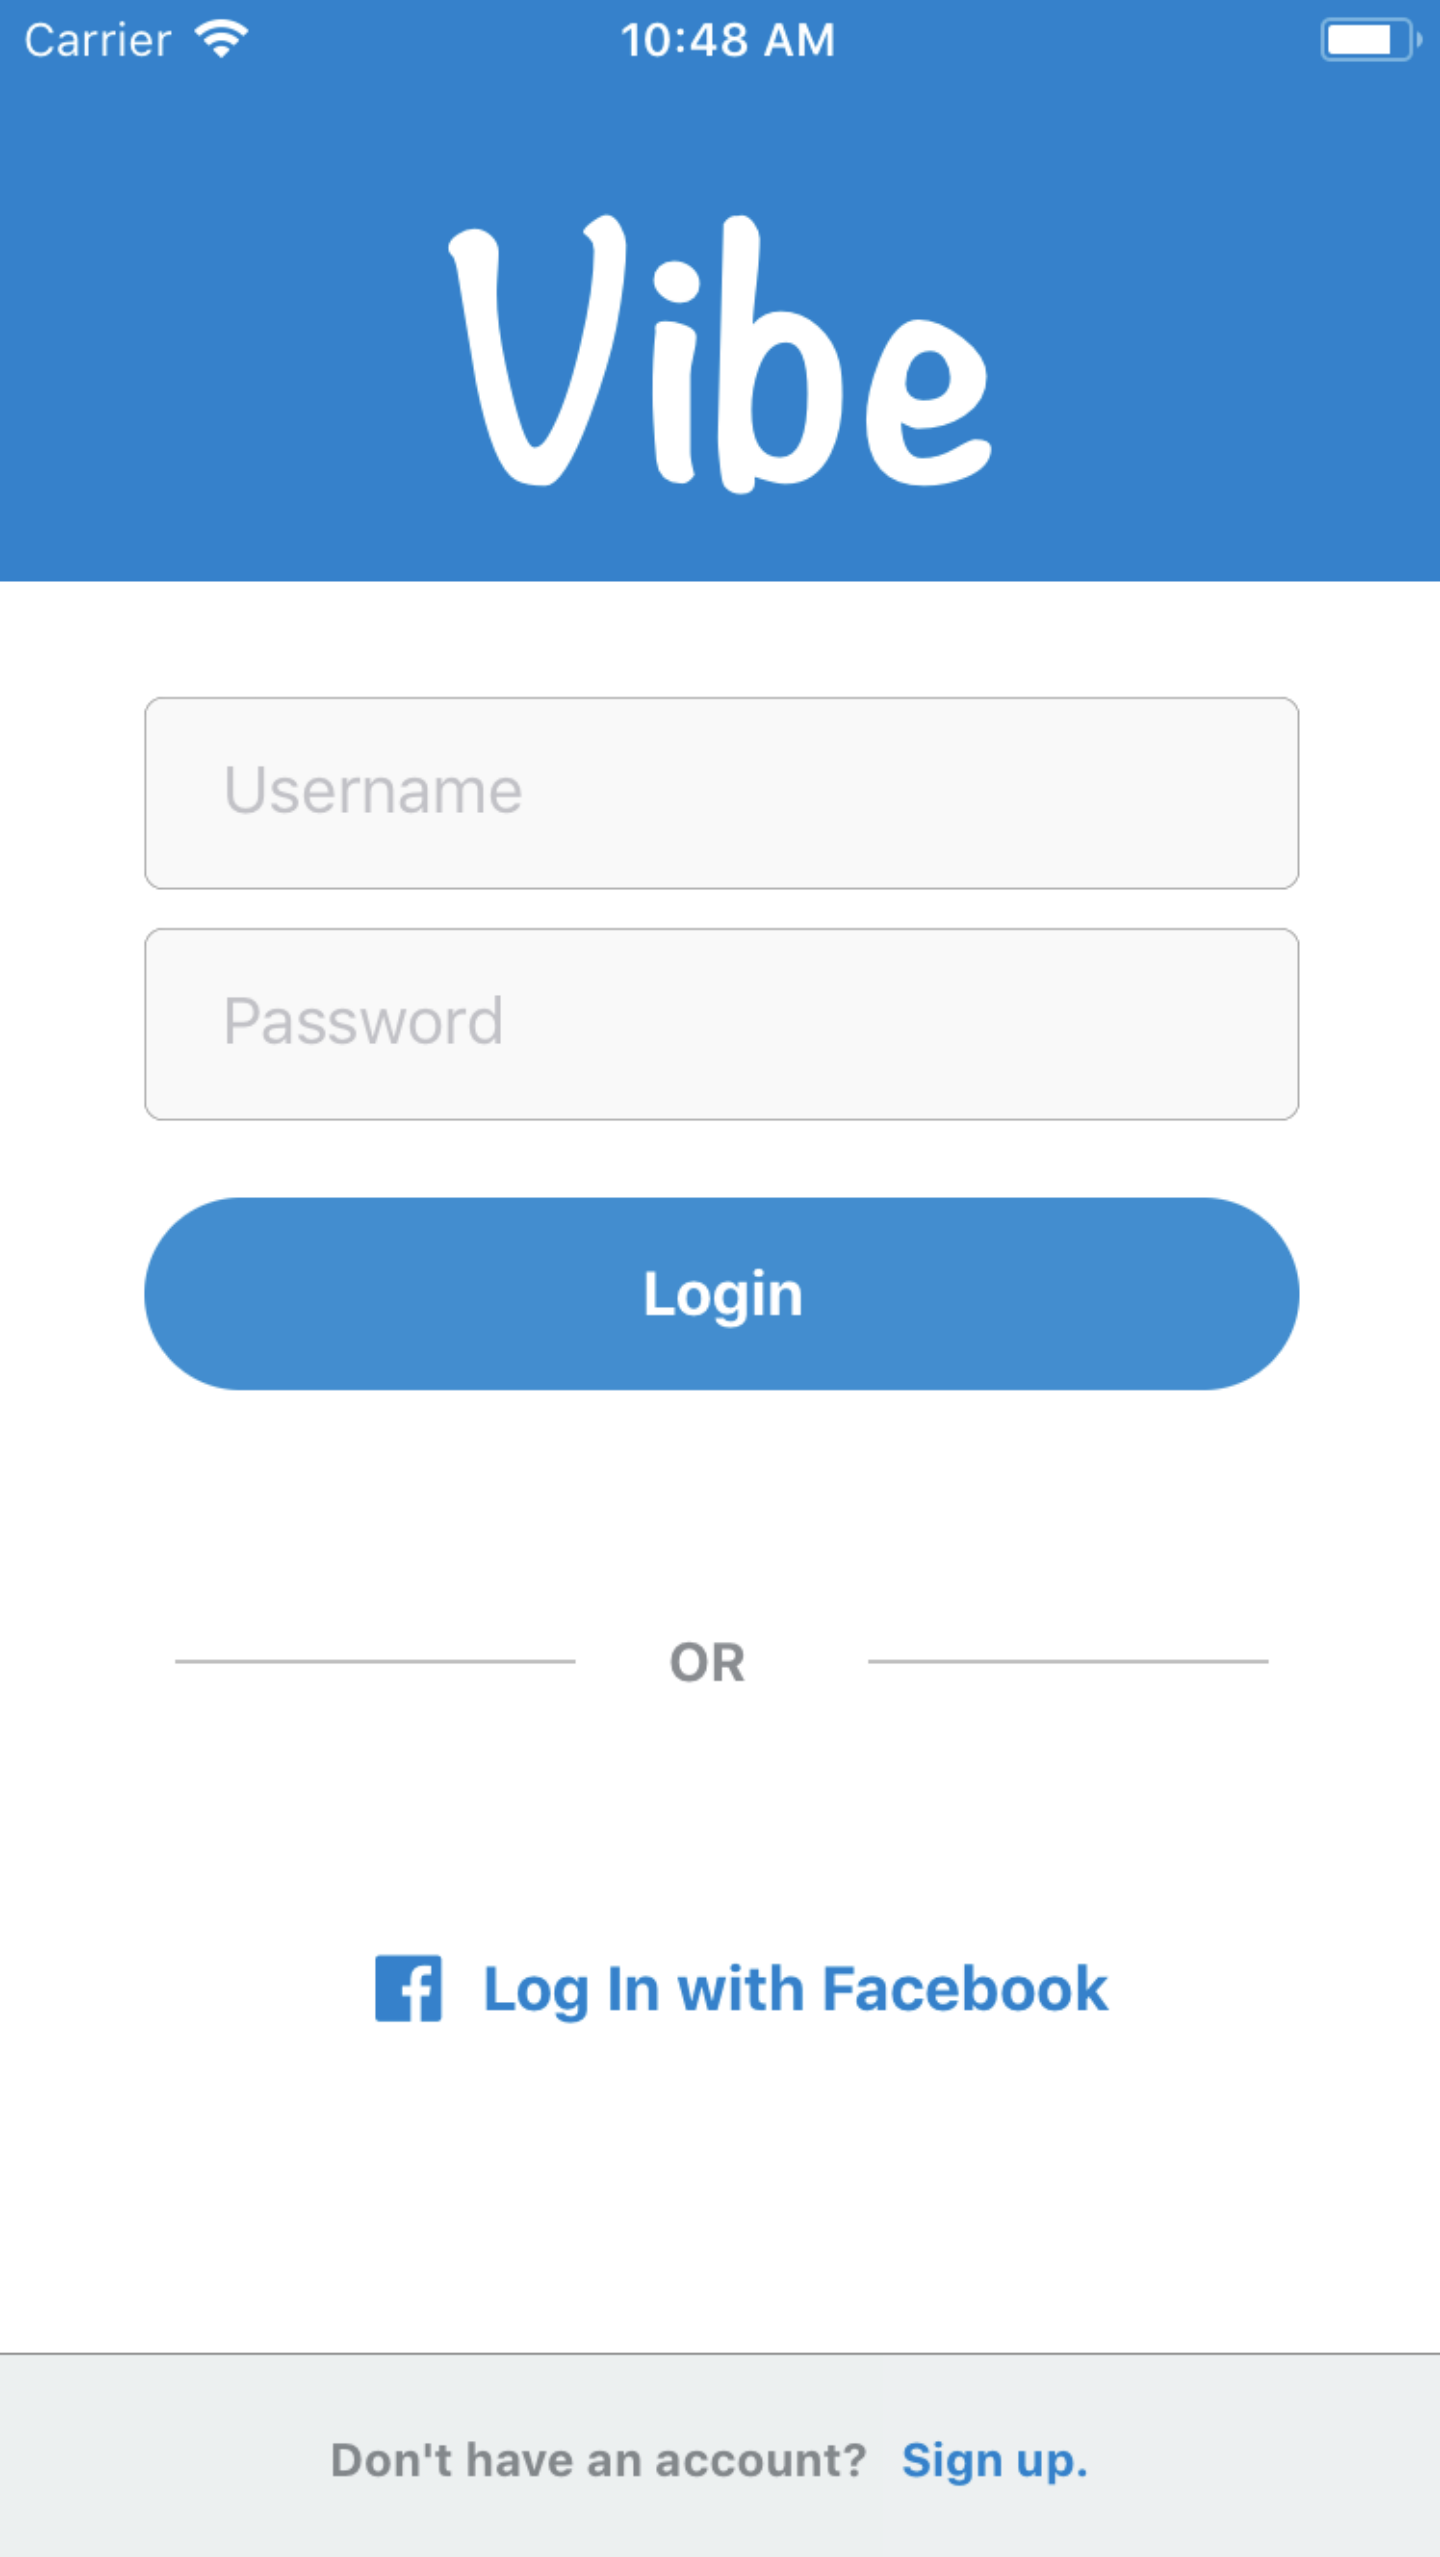 Carrier 10:48 AM
Vibe
Username
Password
Login
OR
Log In with Facebook
Don't have an account? Sign up.